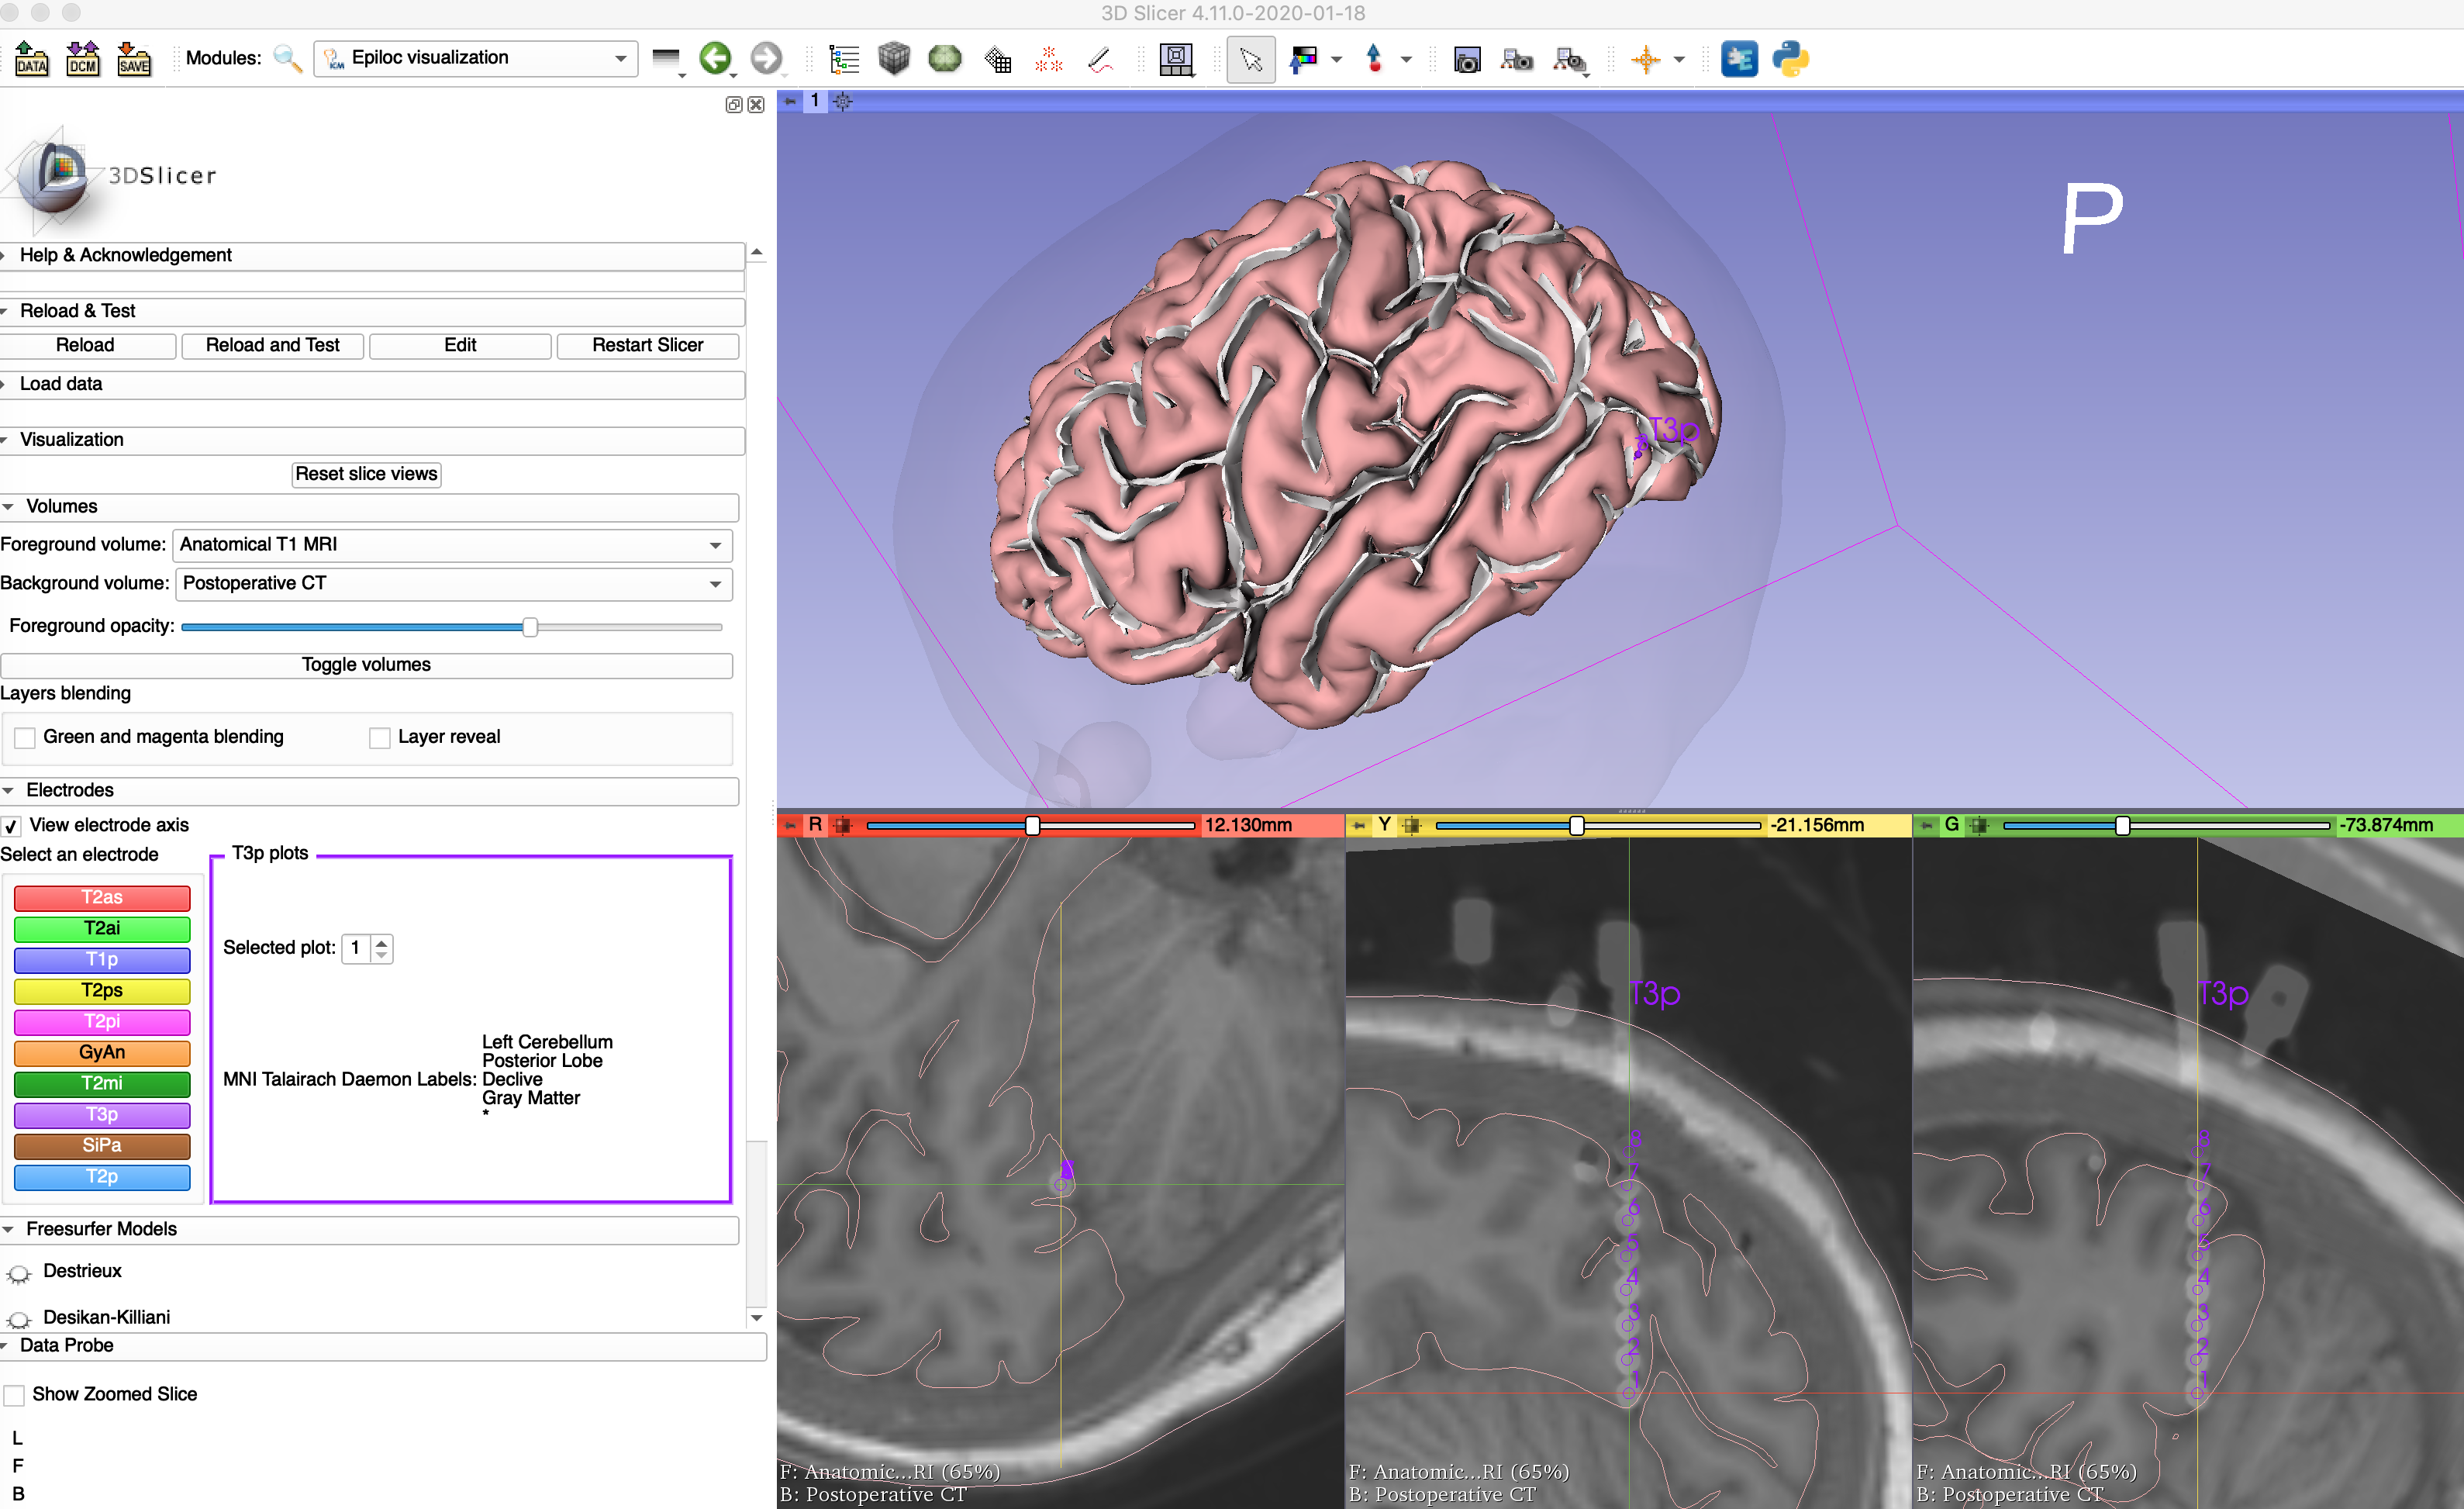 3D Slicer 4.11.0-2020-01-18
DATA
DCM
SAVE
Modules:
Epiloc visualization
1
3DSlicer
Help & Acknowledgement
Reload & Test
Reload
Reload and Test
Edit
Restart Slicer
Load data
Visualization
Reset slice views
Volumes
Foreground volume: Anatomical T1 MRI
Background volume: Postoperative CT
Foreground opacity:
Toggle volumes
Layers blending
Green and magenta blending
Layer reveal
Electrodes
View electrode axis
Select an electrode
T2as
T2ai
T1p
T2ps
T2pi
GyAn
T2mi
T3p
SiPa
T2p
T3p plots
Selected plot: 1
MNI Talairach Daemon Labels:
Left Cerebellum
Posterior Lobe
Declive
Gray Matter
*
Freesurfer Models
Destrieux
Desikan-Killiani
Data Probe
Show Zoomed Slice
L
F
B
P
T3p
R
12.130mm
F: Anatomic...RI (65%)
B: Postoperative CT
Y
-21.156mm
T3p
8
7
6
5
4
3
2
1
F: Anatomic...RI (65%)
B: Postoperative CT
G
-73.874mm
T3p
8
7
6
5
4
3
2
1
F: Anatomic...RI (65%)
B: Postoperative CT